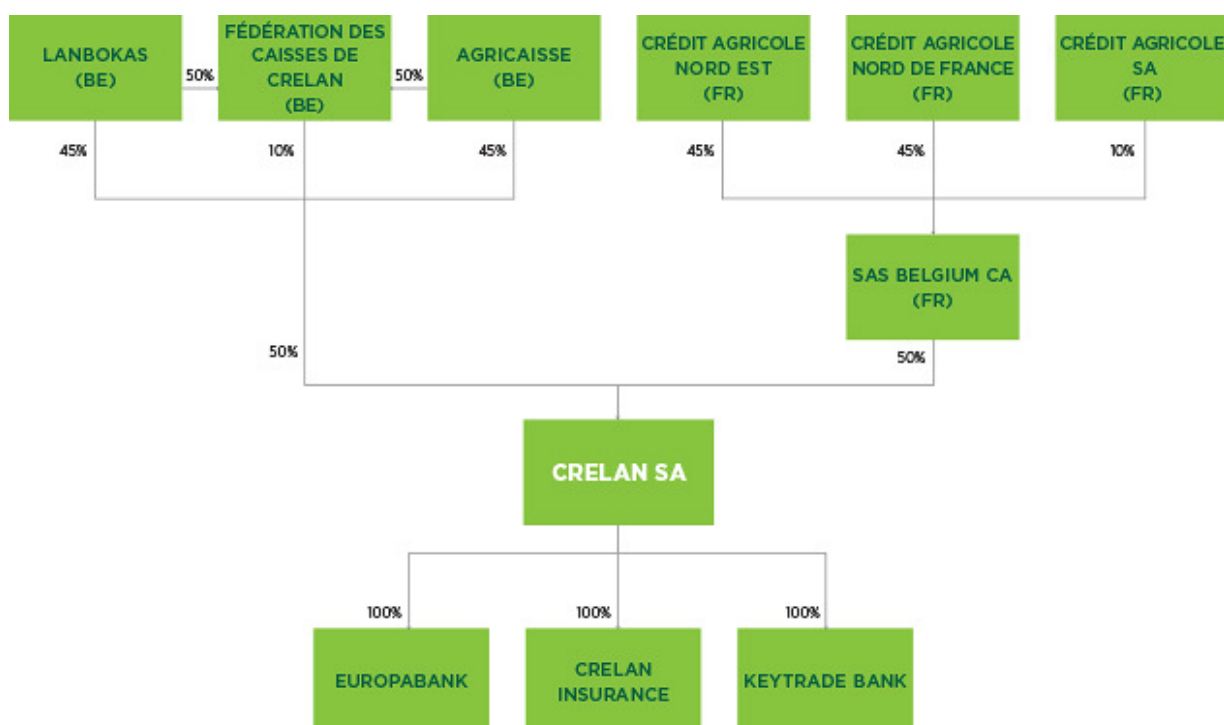 LANBOKAS
(BE)
50%
FÉDÉRATION DES
CAISSES DE
CRELAN
(BE)
50%
AGRICAISSE
(BE)
CRÉDIT AGRICOLE
NORD EST
(FR)
CRÉDIT AGRICOLE
NORD DE FRANCE
(FR)
CRÉDIT AGRICOLE
SA
(FR)
45%
10%
45%
45%
45%
10%
SAS BELGIUM CA
(FR)
50%
50%
CRELAN SA
100%
100%
100%
EUROPABANK
CRELAN
INSURANCE
KEYTRADE BANK